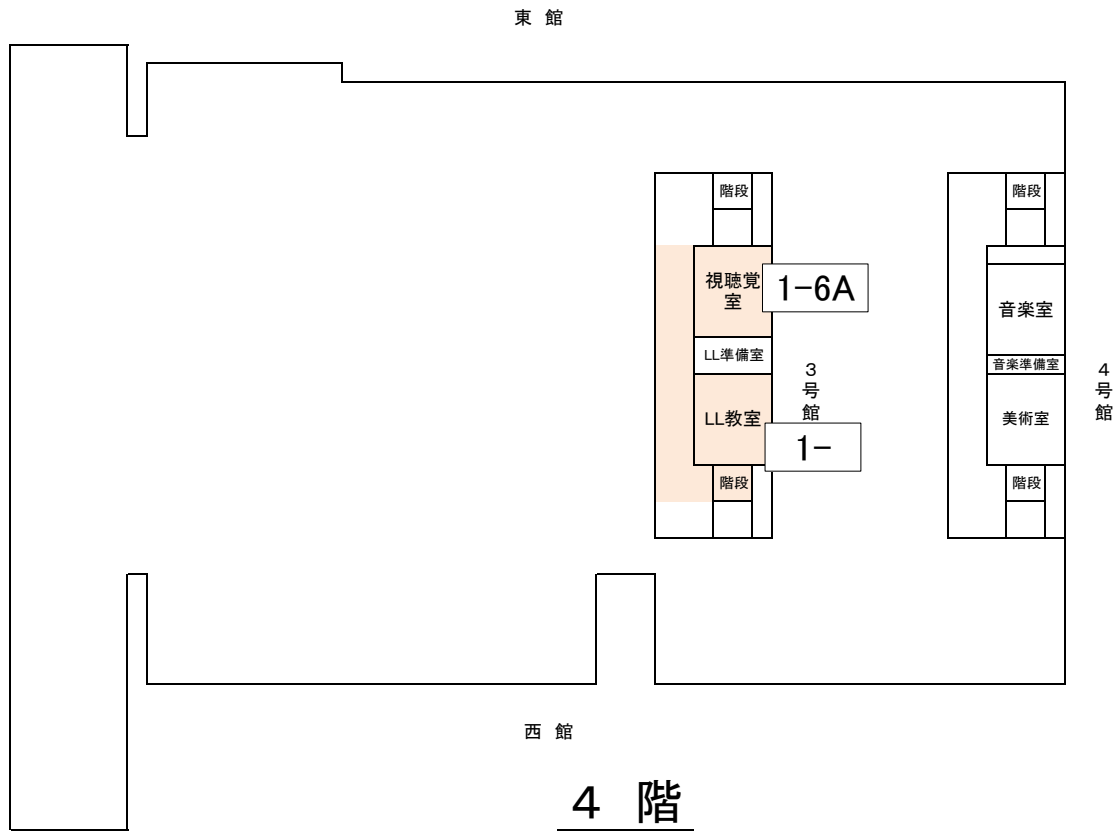 東 館
階段
階段
視聴覚
室
1-6A
音楽室
LL準備室
音楽準備室
3号館
4号館
LL教室
美術室
1-
階段
階段
西 館
4 階